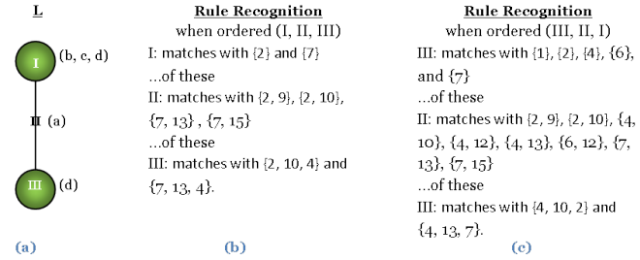 L
I
(b, c, d)
II (a)
III
(d)
(a)
Rule Recognition
when ordered (I, II, III)
I: matches with {2} and {7}
...of these
II: matches with {2, 9}, {2, 10},
{7, 13} , {7, 15}
...of these
III: matches with {2, 10, 4} and
{7, 13, 4}.
(b)
Rule Recognition
when ordered (III, II, I)
III: matches with {1}, {2}, {4}, {6},
and {7}
...of these
II: matches with {2, 9}, {2, 10}, {4,
10}, {4, 12}, {4, 13}, {6, 12}, {7,
13}, {7, 15}
...of these
III: matches with {4, 10, 2} and
{4, 13, 7}.
(c)